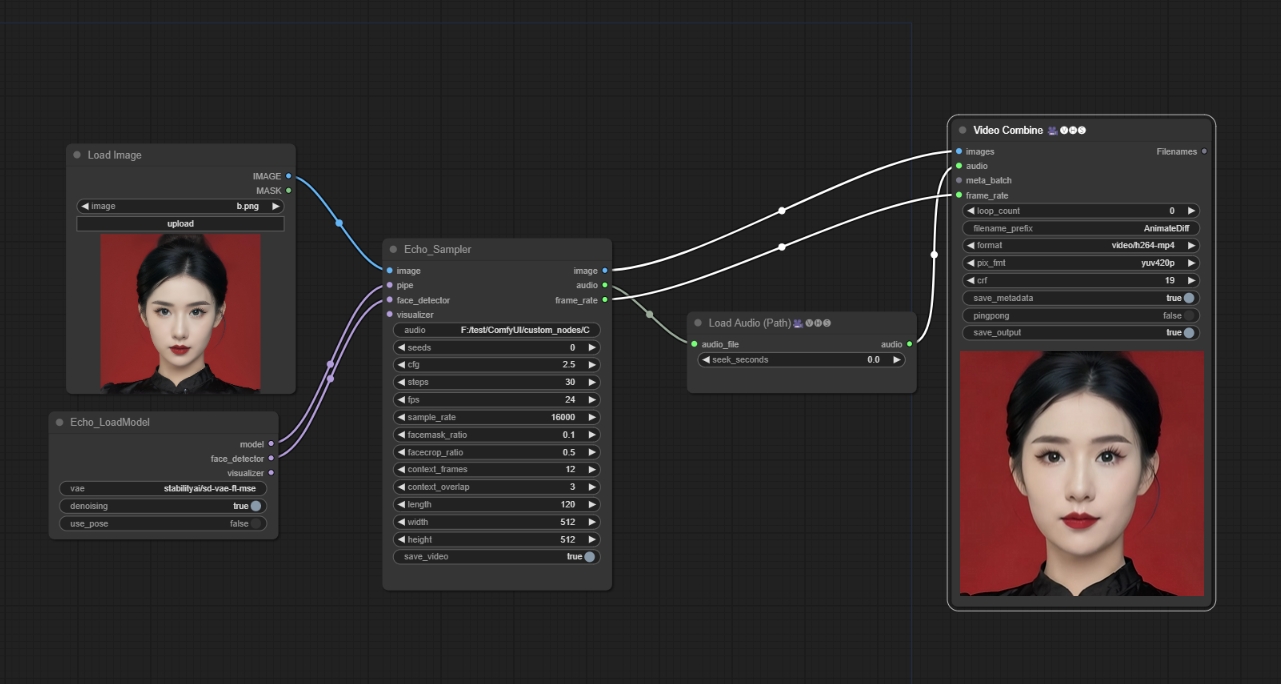 Load Image
IMAGE
MASK
image b.png
upload
Echo_LoadModel
model
face_detector
visualizer
vae stabilityai/sd-vae-ft-mse
denoising true
use_pose false
Echo_Sampler
image image
pipe audio
face_detector frame_rate
visualizer
audio F:/test/ComfyUI/custom_nodes/C
seeds 0
cfg 2.5
steps 30
fps 24
sample_rate 16000
facemask_ratio 0.1
facecrop_ratio 0.5
context_frames 12
context_overlap 3
length 120
width 512
height 512
save_video true
Load Audio (Path) 🎥🅥🅗🅢
audio_file audio
seek_seconds 0.0
Video Combine 🎥🅥🅗🅢
images Filenames
audio
meta_batch
frame_rate
loop_count 0
filename_prefix AnimateDiff
format video/h264-mp4
pix_fmt yuv420p
crf 19
save_metadata true
pingpong false
save_output true